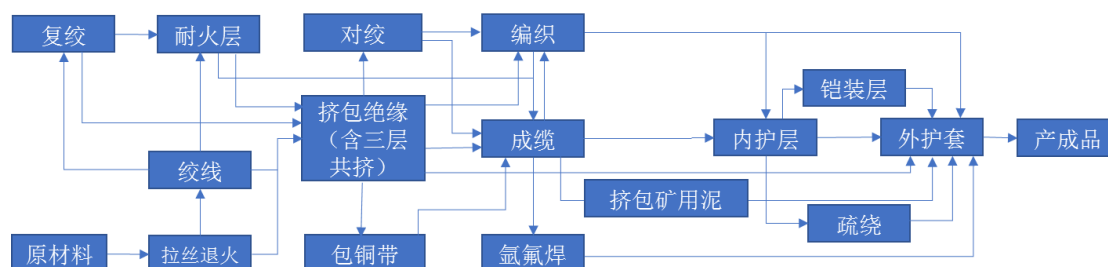 复绞
耐火层
对绞
编织
铠装层
挤包绝缘
（含三层
共挤）
成缆
内护层
外护套
产成品
绞线
挤包矿用泥
疏绕
原材料
拉丝退火
包铜带
氩氟焊